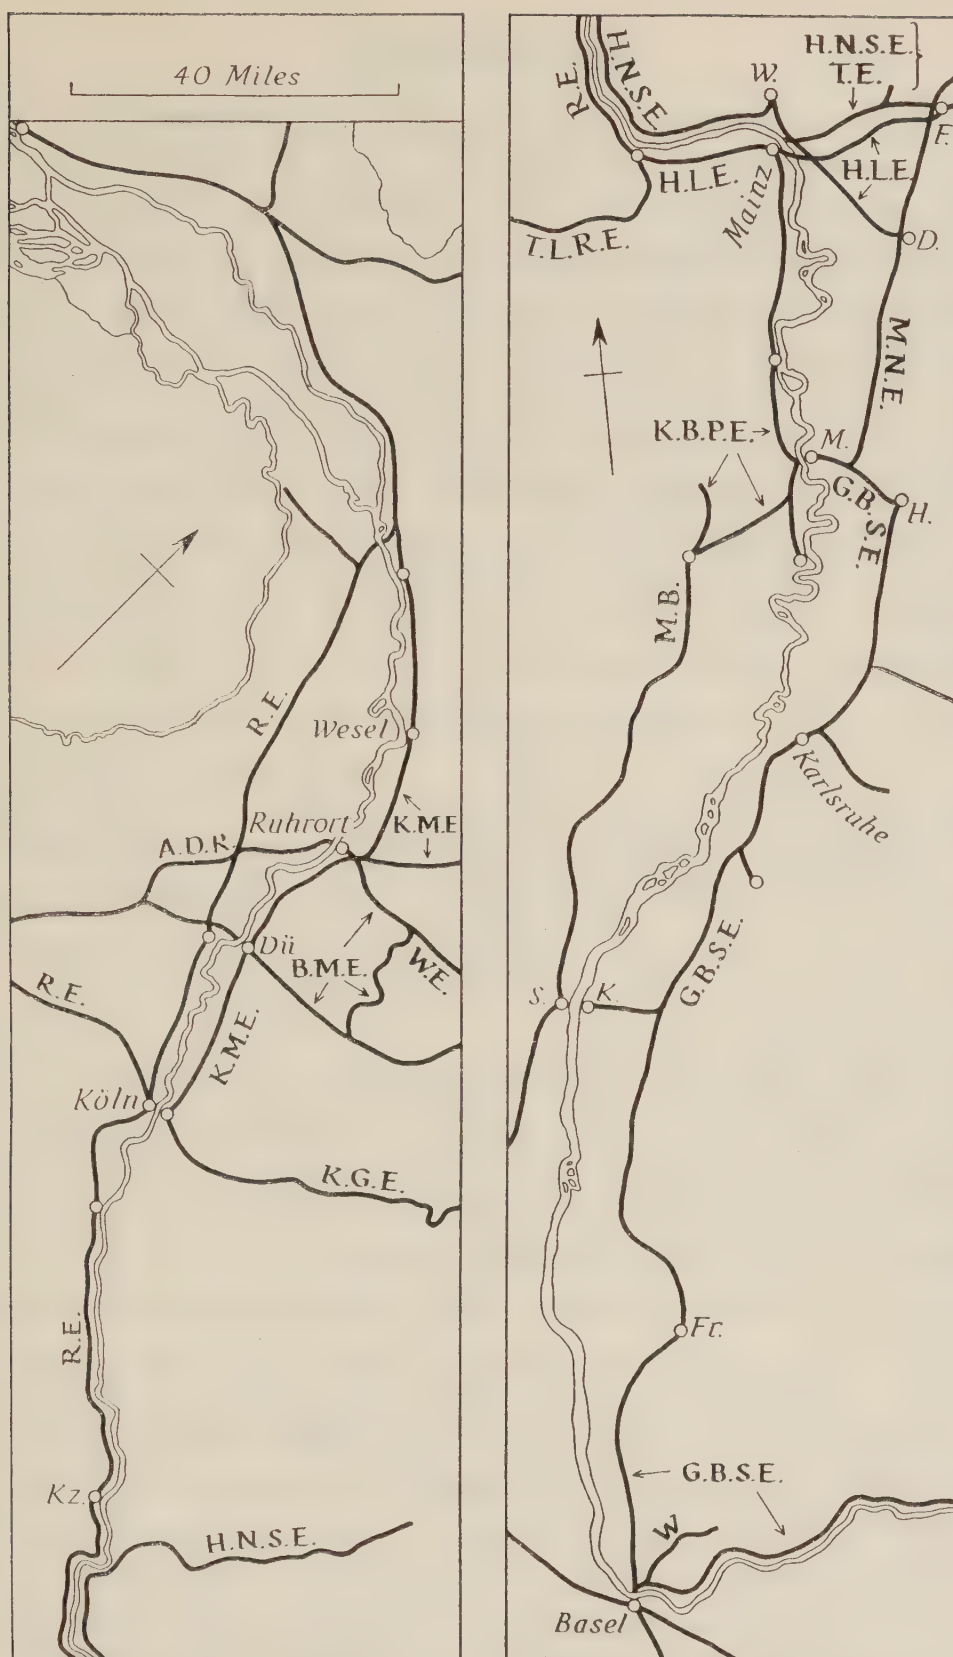 40 Miles
R.E.
Wesel
Ruhrort
K.M.E
A.D.R.
Dü
B.M.E.
W.E.
R.E.
K.M.E.
Köln
K.G.E.
R.E.
Kz.
H.N.S.E.
H.N.S.E.
T.E.
W.
R.E.
H.N.S.E
F.
H.L.E.
H.L.E.
Mainz
T.L.R.E.
D.
M.N.E.
K.B.P.E.
M.
G.B.S.E.
H.
M.B.
Karlsruhe
G.B.S.E.
S.
K.
Fr.
G.B.S.E.
W
Basel